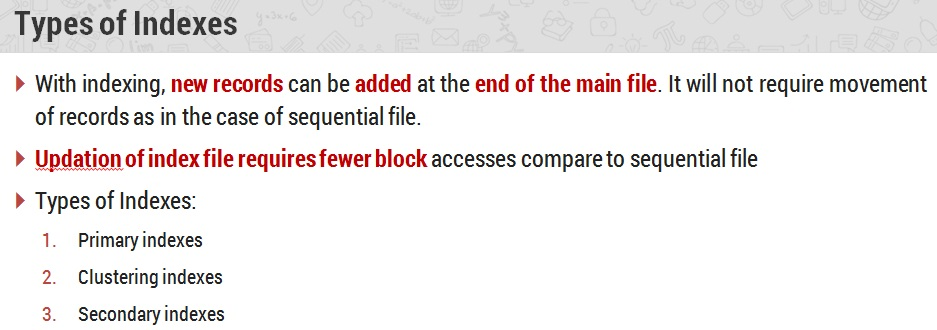 Types of Indexes
With indexing, new records can be added at the end of the main file. It will not require movement
of records as in the case of sequential file.
Updation of index file requires fewer block accesses compare to sequential file
Types of Indexes:
1. Primary indexes
2. Clustering indexes
3. Secondary indexes